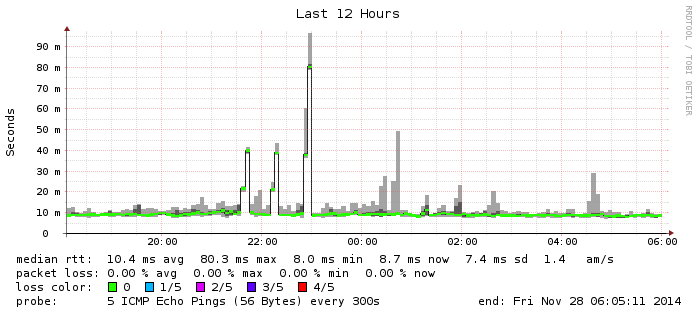 Last 12 Hours
RRDTOOL / TOBI OETIKER
Seconds
90 m
80 m
70 m
60 m
50 m
40 m
30 m
20 m
10 m
0
20:00 22:00 00:00 02:00 04:00 06:00
median rtt: 10.4 ms avg 80.3 ms max 8.0 ms min 8.7 ms now 7.4 ms sd 1.4 am/s
packet loss: 0.00 % avg 0.00 % max 0.00 % min 0.00 % now
loss color: 0 1/5 2/5 3/5 4/5
probe: 5 ICMP Echo Pings (56 Bytes) every 300s end: Fri Nov 28 06:05:11 2014